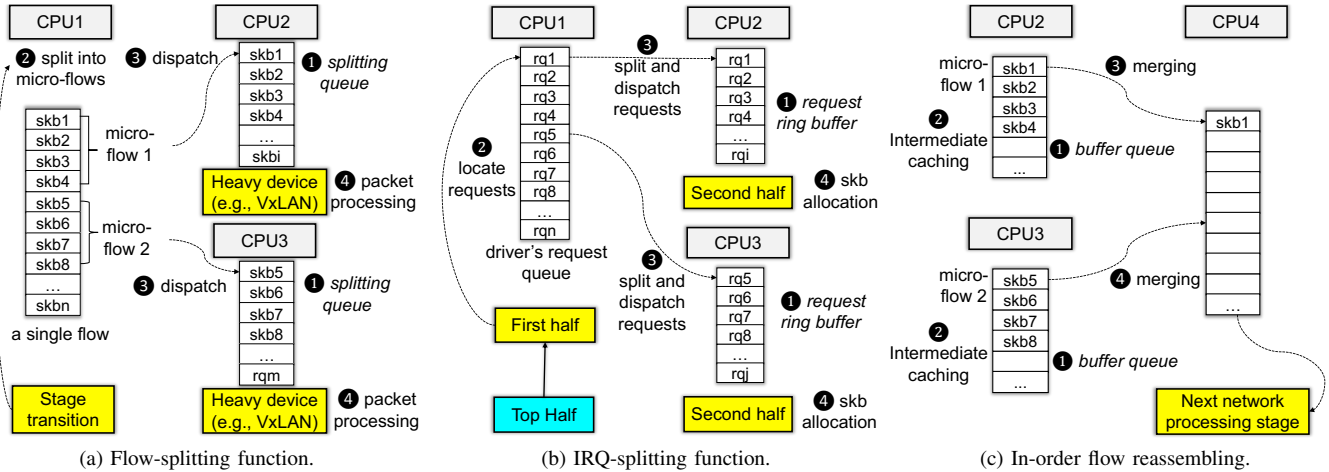 CPU1
❷ split into
micro-flows
skb1
skb2
skb3
skb4
skb5
skb6
skb7
skb8
...
skbn
a single flow
micro-
flow 1
micro-
flow 2
Stage
transition
❸ dispatch
CPU2
skb1
skb2
skb3
skb4
...
skbi
❶ splitting
queue
Heavy device
(e.g., VxLAN)
❹ packet
processing
CPU3
❸ dispatch
skb5
skb6
skb7
skb8
...
rqm
❶ splitting
queue
Heavy device
(e.g., VxLAN)
❹ packet
processing
(a) Flow-splitting function.
CPU1
rq1
rq2
rq3
rq4
rq5
rq6
rq7
rq8
...
rqn
driver's request
queue
❷
locate
requests
First half
Top Half
❸
split and
dispatch
requests
CPU2
rq1
rq2
rq3
rq4
...
rqi
❶ request
ring buffer
Second half
❹ skb
allocation
❸
split and
dispatch
requests
CPU3
rq5
rq6
rq7
rq8
...
rqj
❶ request
ring buffer
Second half
❹ skb
allocation
(b) IRQ-splitting function.
CPU2
micro-
flow 1
skb1
skb2
skb3
skb4
...
❷
Intermediate
caching
❶ buffer queue
❸ merging
CPU3
micro-
flow 2
skb5
skb6
skb7
skb8
...
❷
Intermediate
caching
❶ buffer queue
❹ merging
CPU4
skb1
...
Next network
processing stage
(c) In-order flow reassembling.